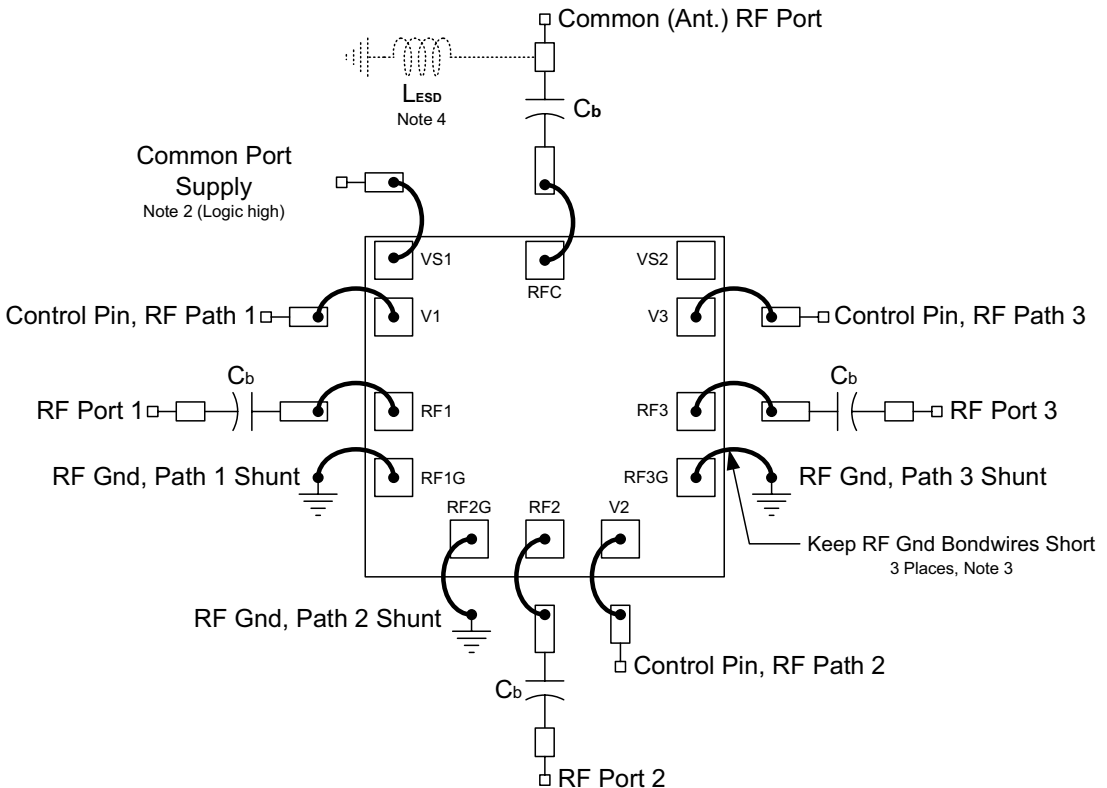 Common (Ant.) RF Port
LESD
Note 4
Cb
Common Port
Supply
Note 2 (Logic high)
VS1
RFC
VS2
Control Pin, RF Path 1
V1
V3
Control Pin, RF Path 3
Cb
Cb
RF Port 1
RF1
RF3
RF Port 3
RF Gnd, Path 1 Shunt
RF1G
RF3G
RF Gnd, Path 3 Shunt
RF2G
RF2
V2
Keep RF Gnd Bondwires Short
3 Places, Note 3
RF Gnd, Path 2 Shunt
Control Pin, RF Path 2
Cb
RF Port 2